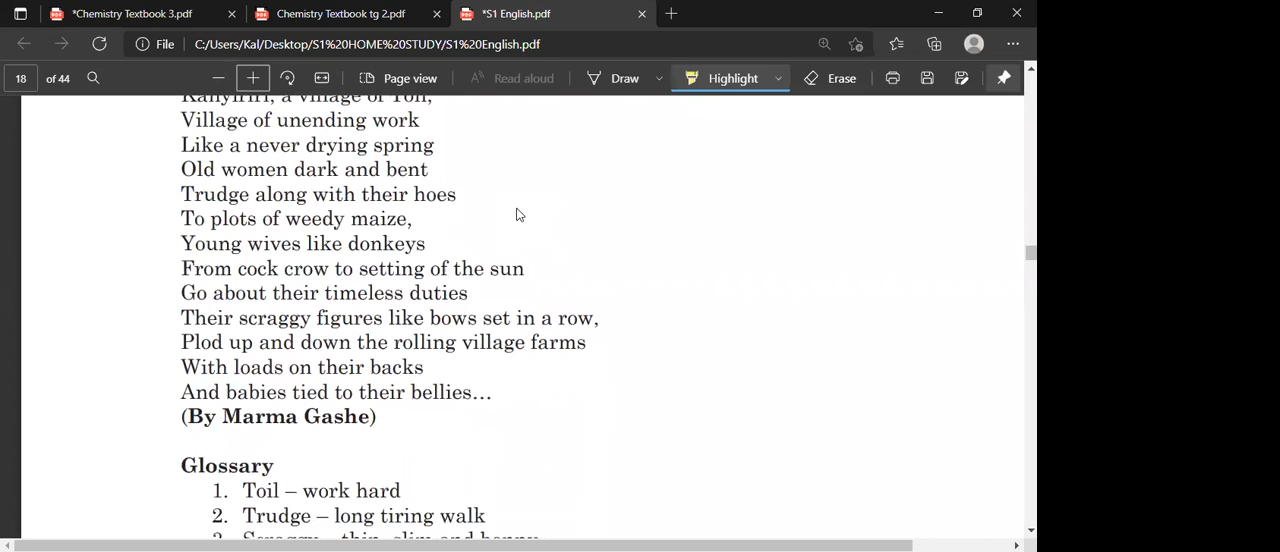 *Chemistry Textbook 3.pdf
Chemistry Textbook tg 2.pdf
*S1 English.pdf
File
C:/Users/Kal/Desktop/S1%20HOME%20STUDY/S1%20English.pdf
18 of 44
Page view
Read aloud
Draw
Highlight
Erase
a village of
Village of unending work
Like a never drying spring
Old women dark and bent
Trudge along with their hoes
To plots of weedy maize,
Young wives like donkeys
From cock crow to setting of the sun
Go about their timeless duties
Their scraggy figures like bows set in a row,
Plod up and down the rolling village farms
With loads on their backs
And babies tied to their bellies…
(By Marma Gashe)
Glossary
1. Toil – work hard
2. Trudge – long tiring walk